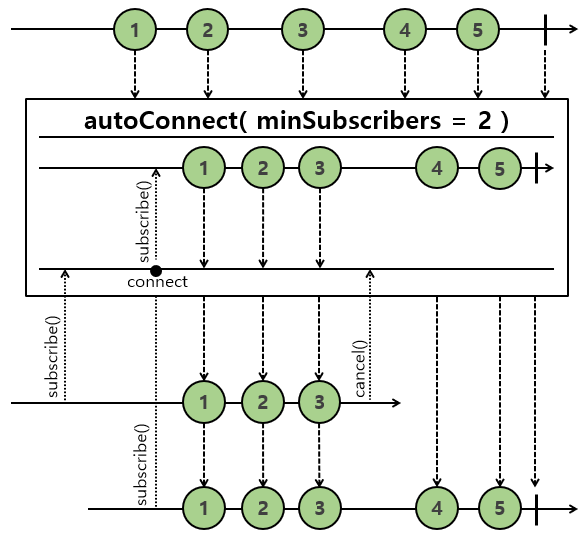 1 2 3 4 5
autoConnect( minSubscribers = 2 )
1 2 3 4 5
subscribe()
connect
subscribe()
cancel()
1 2 3
subscribe()
1 2 3 4 5